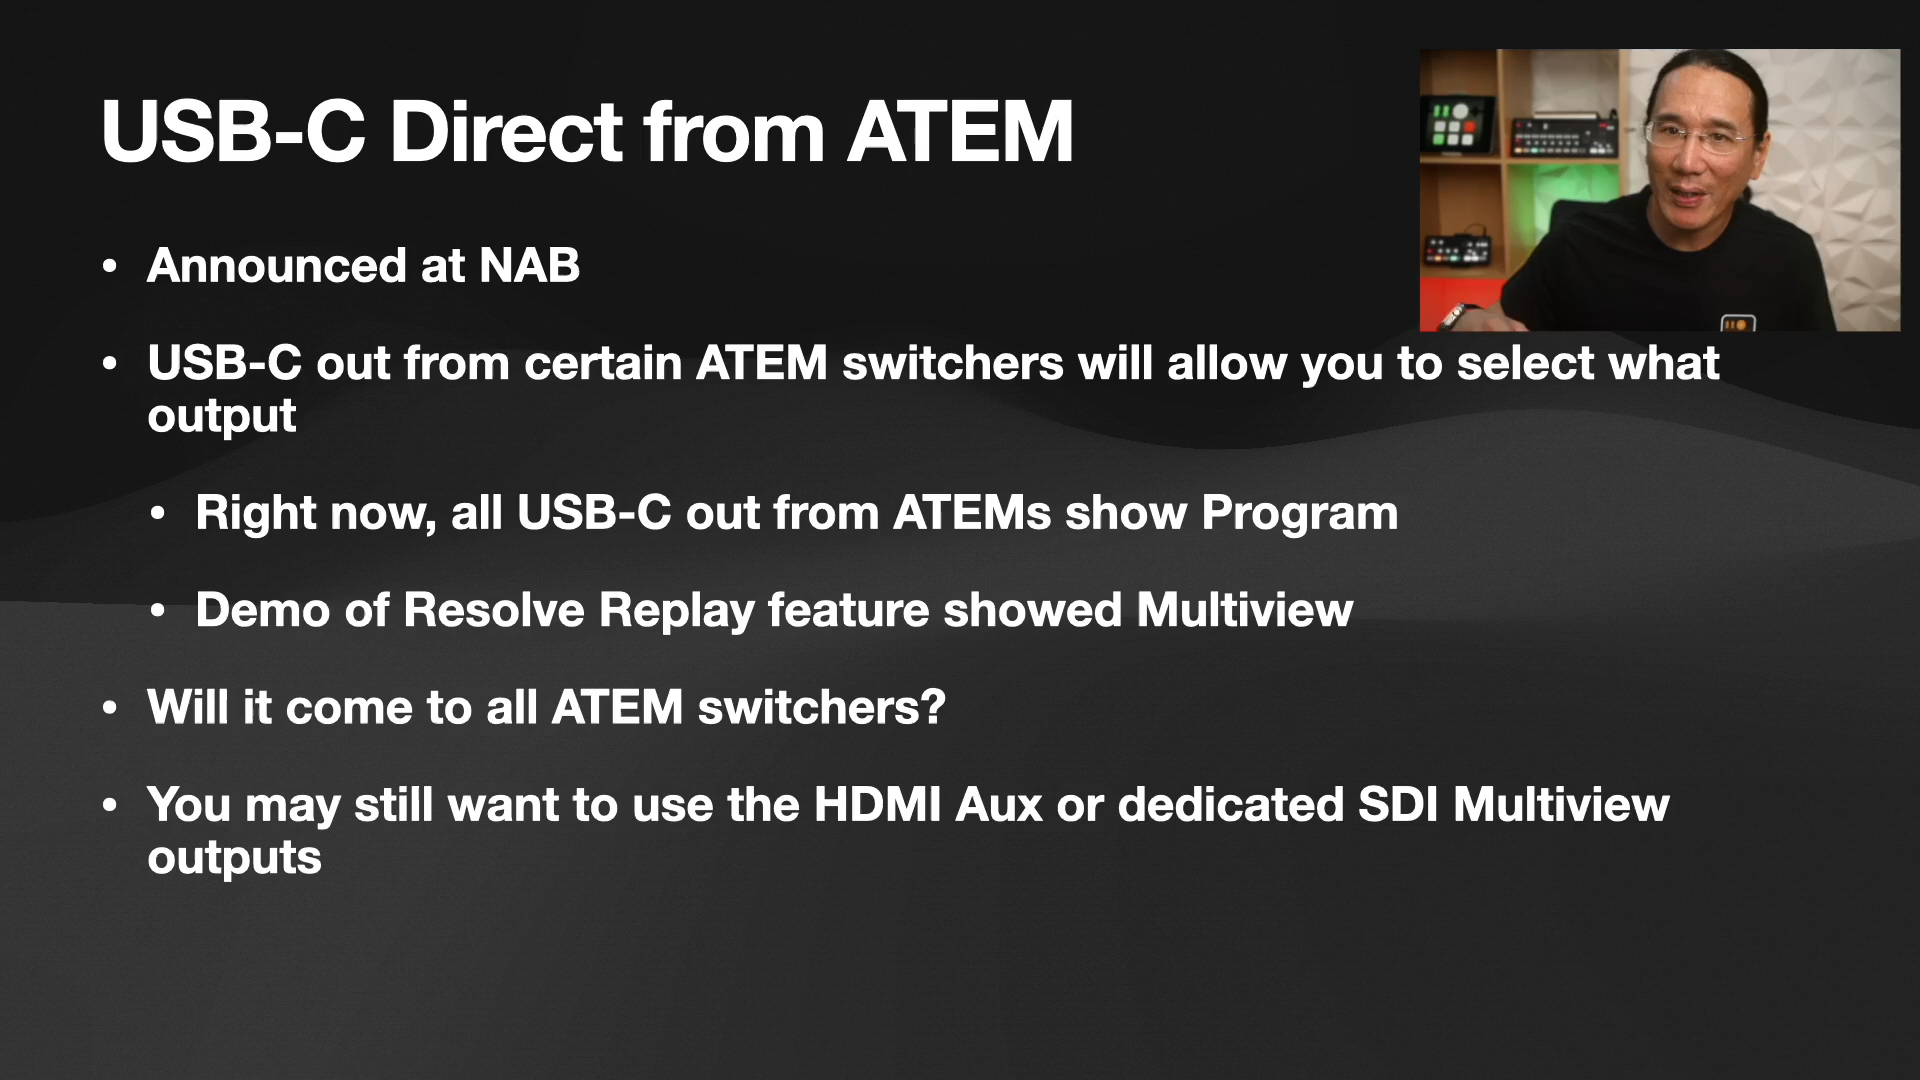 USB-C Direct from ATEM
• Announced at NAB
• USB-C out from certain ATEM switchers will allow you to select what
output
• Right now, all USB-C out from ATEMs show Program
• Demo of Resolve Replay feature showed Multiview
• Will it come to all ATEM switchers?
• You may still want to use the HDMI Aux or dedicated SDI Multiview
outputs